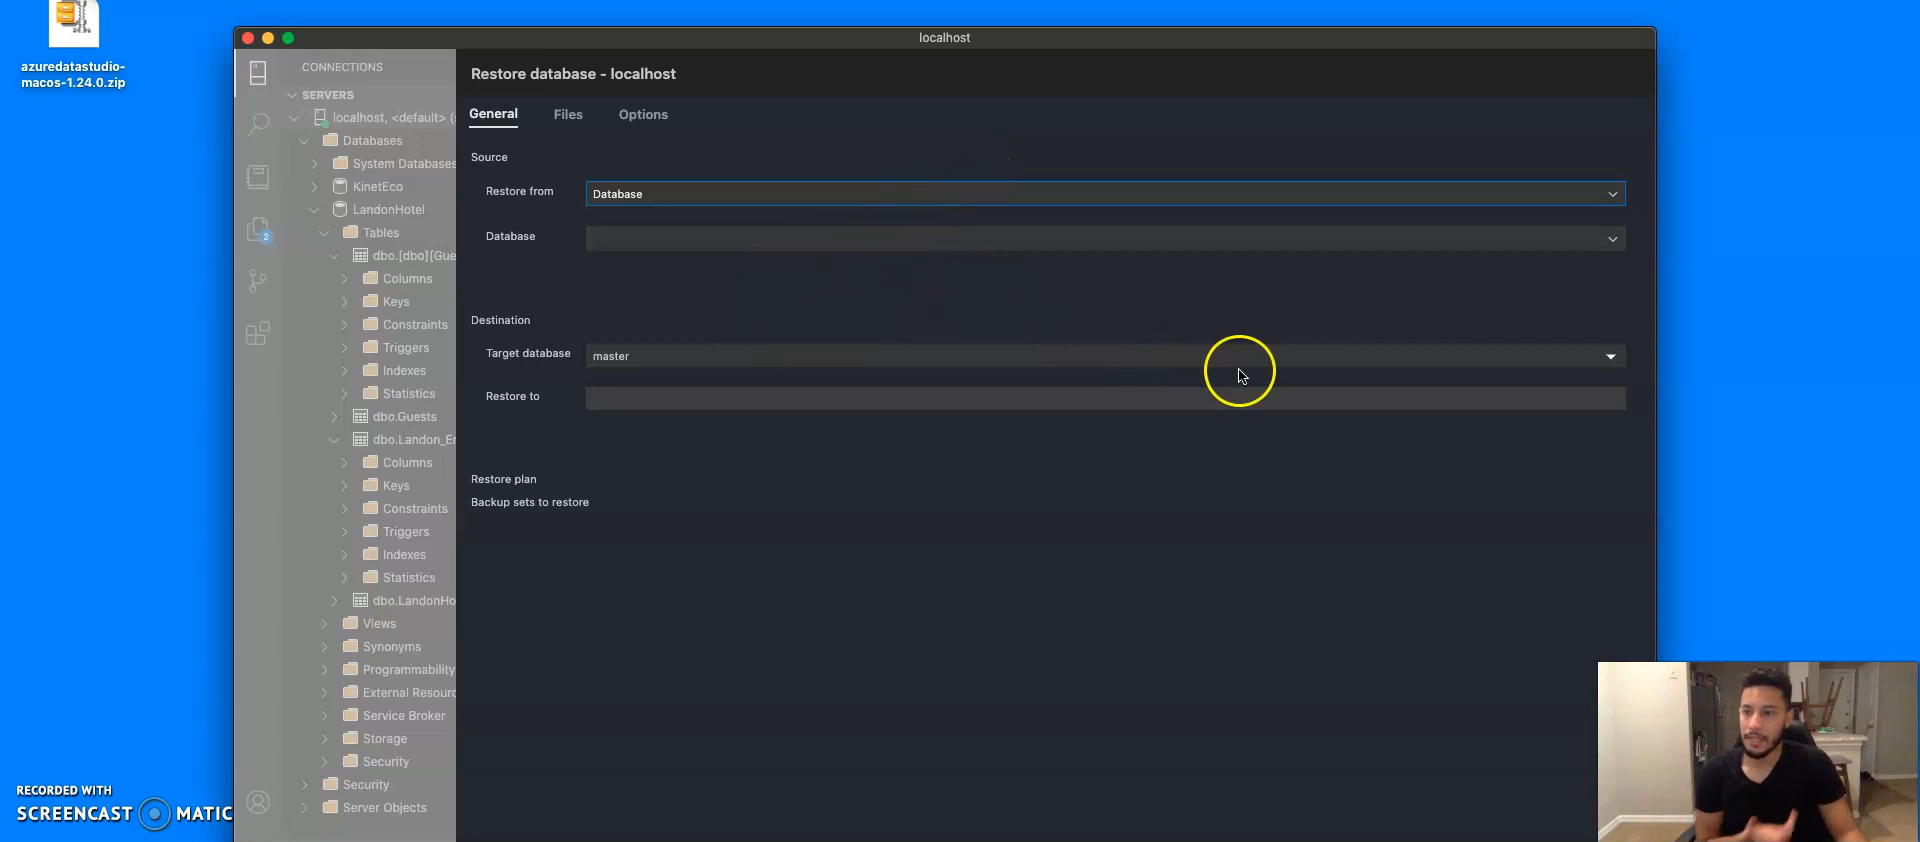 azuredatastudio-
macos-1.24.0.zip
localhost
CONNECTIONS
SERVERS
localhost, <default> (s
Databases
System Databases
KinetEco
LandonHotel
Tables
dbo.[dbo][Gue
Columns
Keys
Constraints
Triggers
Indexes
Statistics
dbo.Guests
dbo.Landon_Er
Columns
Keys
Constraints
Triggers
Indexes
Statistics
dbo.LandonHo
Views
Synonyms
Programmability
External Resourc
Service Broker
Storage
Security
Security
Server Objects
2
Restore database - localhost
General Files Options
Source
Restore from Database
Database
Destination
Target database master
Restore to
Restore plan
Backup sets to restore
RECORDED WITH
SCREENCAST MATIC